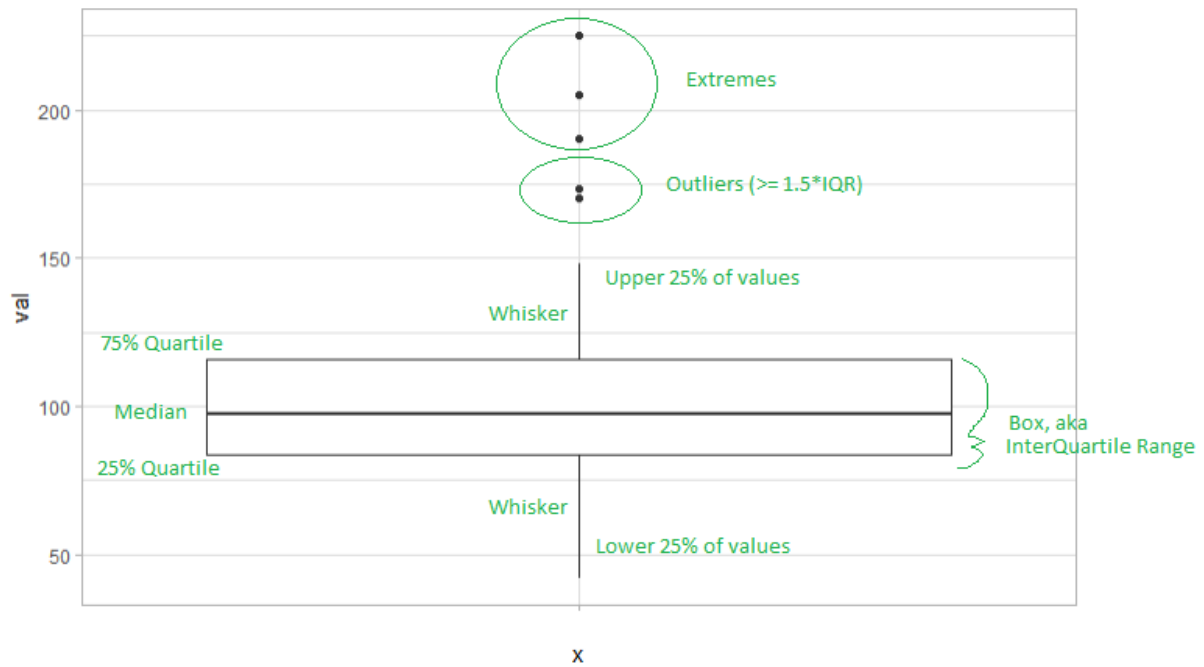 Extremes
200
Outliers (>= 1.5*IQR)
150
Upper 25% of values
val
Whisker
75% Quartile
100
Median
Box, aka
InterQuartile Range
25% Quartile
Whisker
50
Lower 25% of values
x